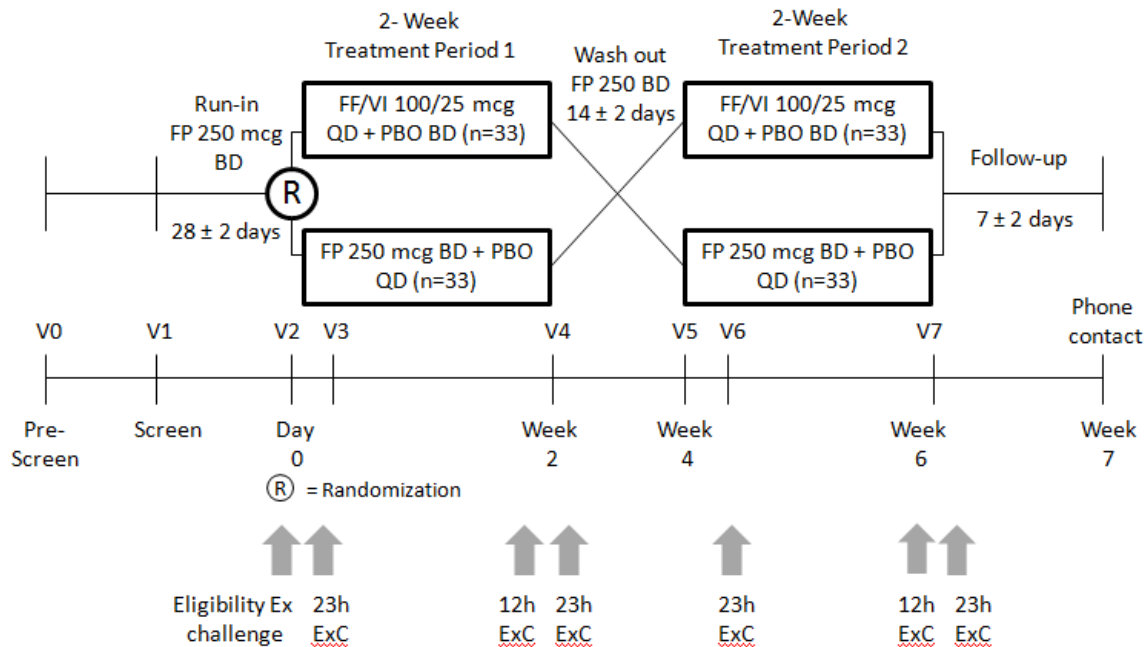 2- Week
Treatment Period 1
2-Week
Treatment Period 2
Wash out
FP 250 BD
14 ± 2 days
Run-in
FP 250 mcg
BD
28 ± 2 days
R
FF/VI 100/25 mcg
QD + PBO BD (n=33)
FP 250 mcg BD + PBO
QD (n=33)
FF/VI 100/25 mcg
QD + PBO BD (n=33)
FP 250 mcg BD + PBO
QD (n=33)
Follow-up
7 ± 2 days
V0
V1
V2
V3
V4
V5
V6
V7
Phone
contact
Pre-
Screen
Screen
Day
0
Week
2
Week
4
Week
6
Week
7
R = Randomization
Eligibility Ex
challenge
23h
ExC
12h
ExC
23h
ExC
23h
ExC
12h
ExC
23h
ExC